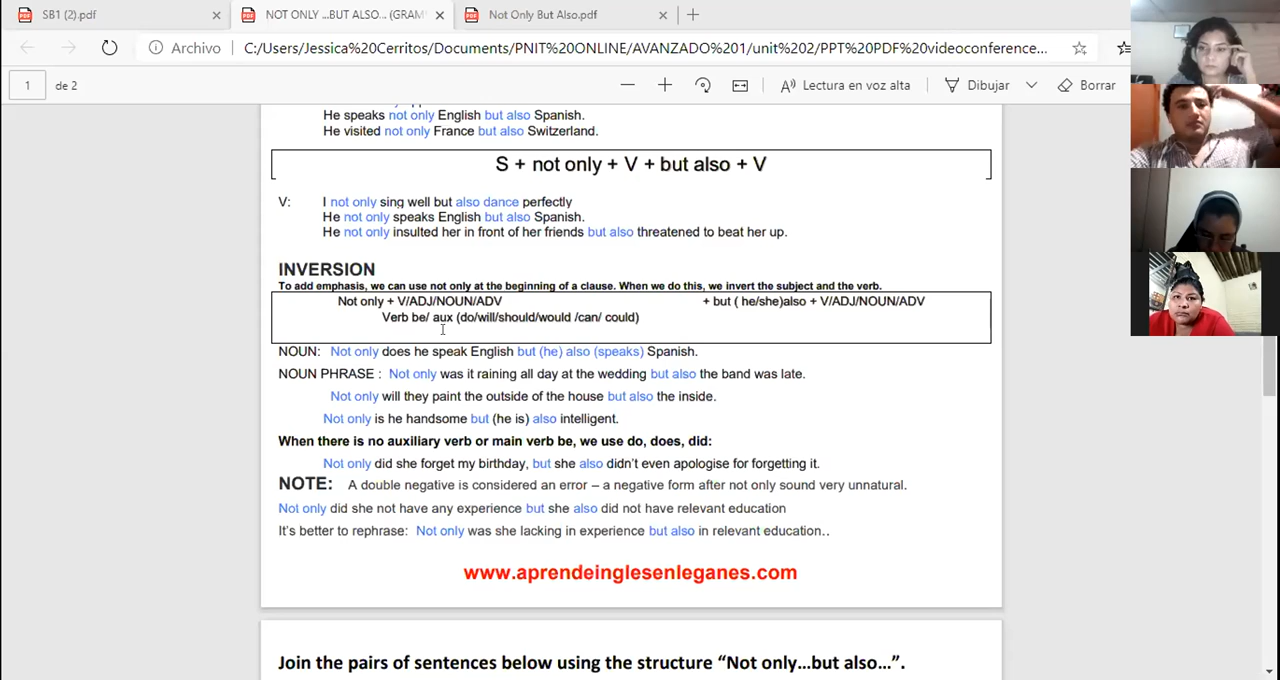 SB1 (2).pdf
NOT ONLY ...BUT ALSO... (GRAM
Not Only But Also.pdf
Archivo
C:/Users/Jessica%20Cerritos/Documents/PNIT%20ONLINE/AVANZADO%201/unit%202/PPT%20PDF%20videoconference...
1 de 2
Lectura en voz alta
Dibujar
Borrar
He speaks not only English but also Spanish.
He visited not only France but also Switzerland.
S + not only + V + but also + V
V: I not only sing well but also dance perfectly
He not only speaks English but also Spanish.
He not only insulted her in front of her friends but also threatened to beat her up.
INVERSION
To add emphasis, we can use not only at the beginning of a clause. When we do this, we invert the subject and the verb.
Not only + V/ADJ/NOUN/ADV + but ( he/she)also + V/ADJ/NOUN/ADV
Verb be/ aux (do/will/should/would /can/ could)
NOUN: Not only does he speak English but (he) also (speaks) Spanish.
NOUN PHRASE : Not only was it raining all day at the wedding but also the band was late.
Not only will they paint the outside of the house but also the inside.
Not only is he handsome but (he is) also intelligent.
When there is no auxiliary verb or main verb be, we use do, does, did:
Not only did she forget my birthday, but she also didn't even apologise for forgetting it.
NOTE: A double negative is considered an error – a negative form after not only sound very unnatural.
Not only did she not have any experience but she also did not have relevant education
It's better to rephrase: Not only was she lacking in experience but also in relevant education..
www.aprendeinglesenleganes.com
Join the pairs of sentences below using the structure “Not only...but also...”.